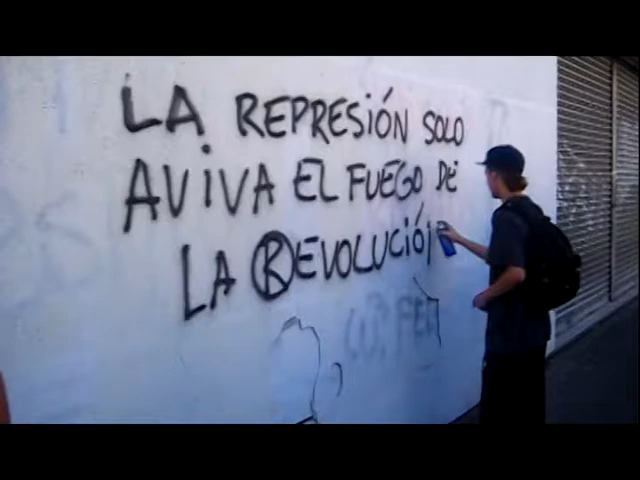 LA REPRESIÓN SOLO
AVIVA EL FUEGO DE
LA REVOLUCIÓ